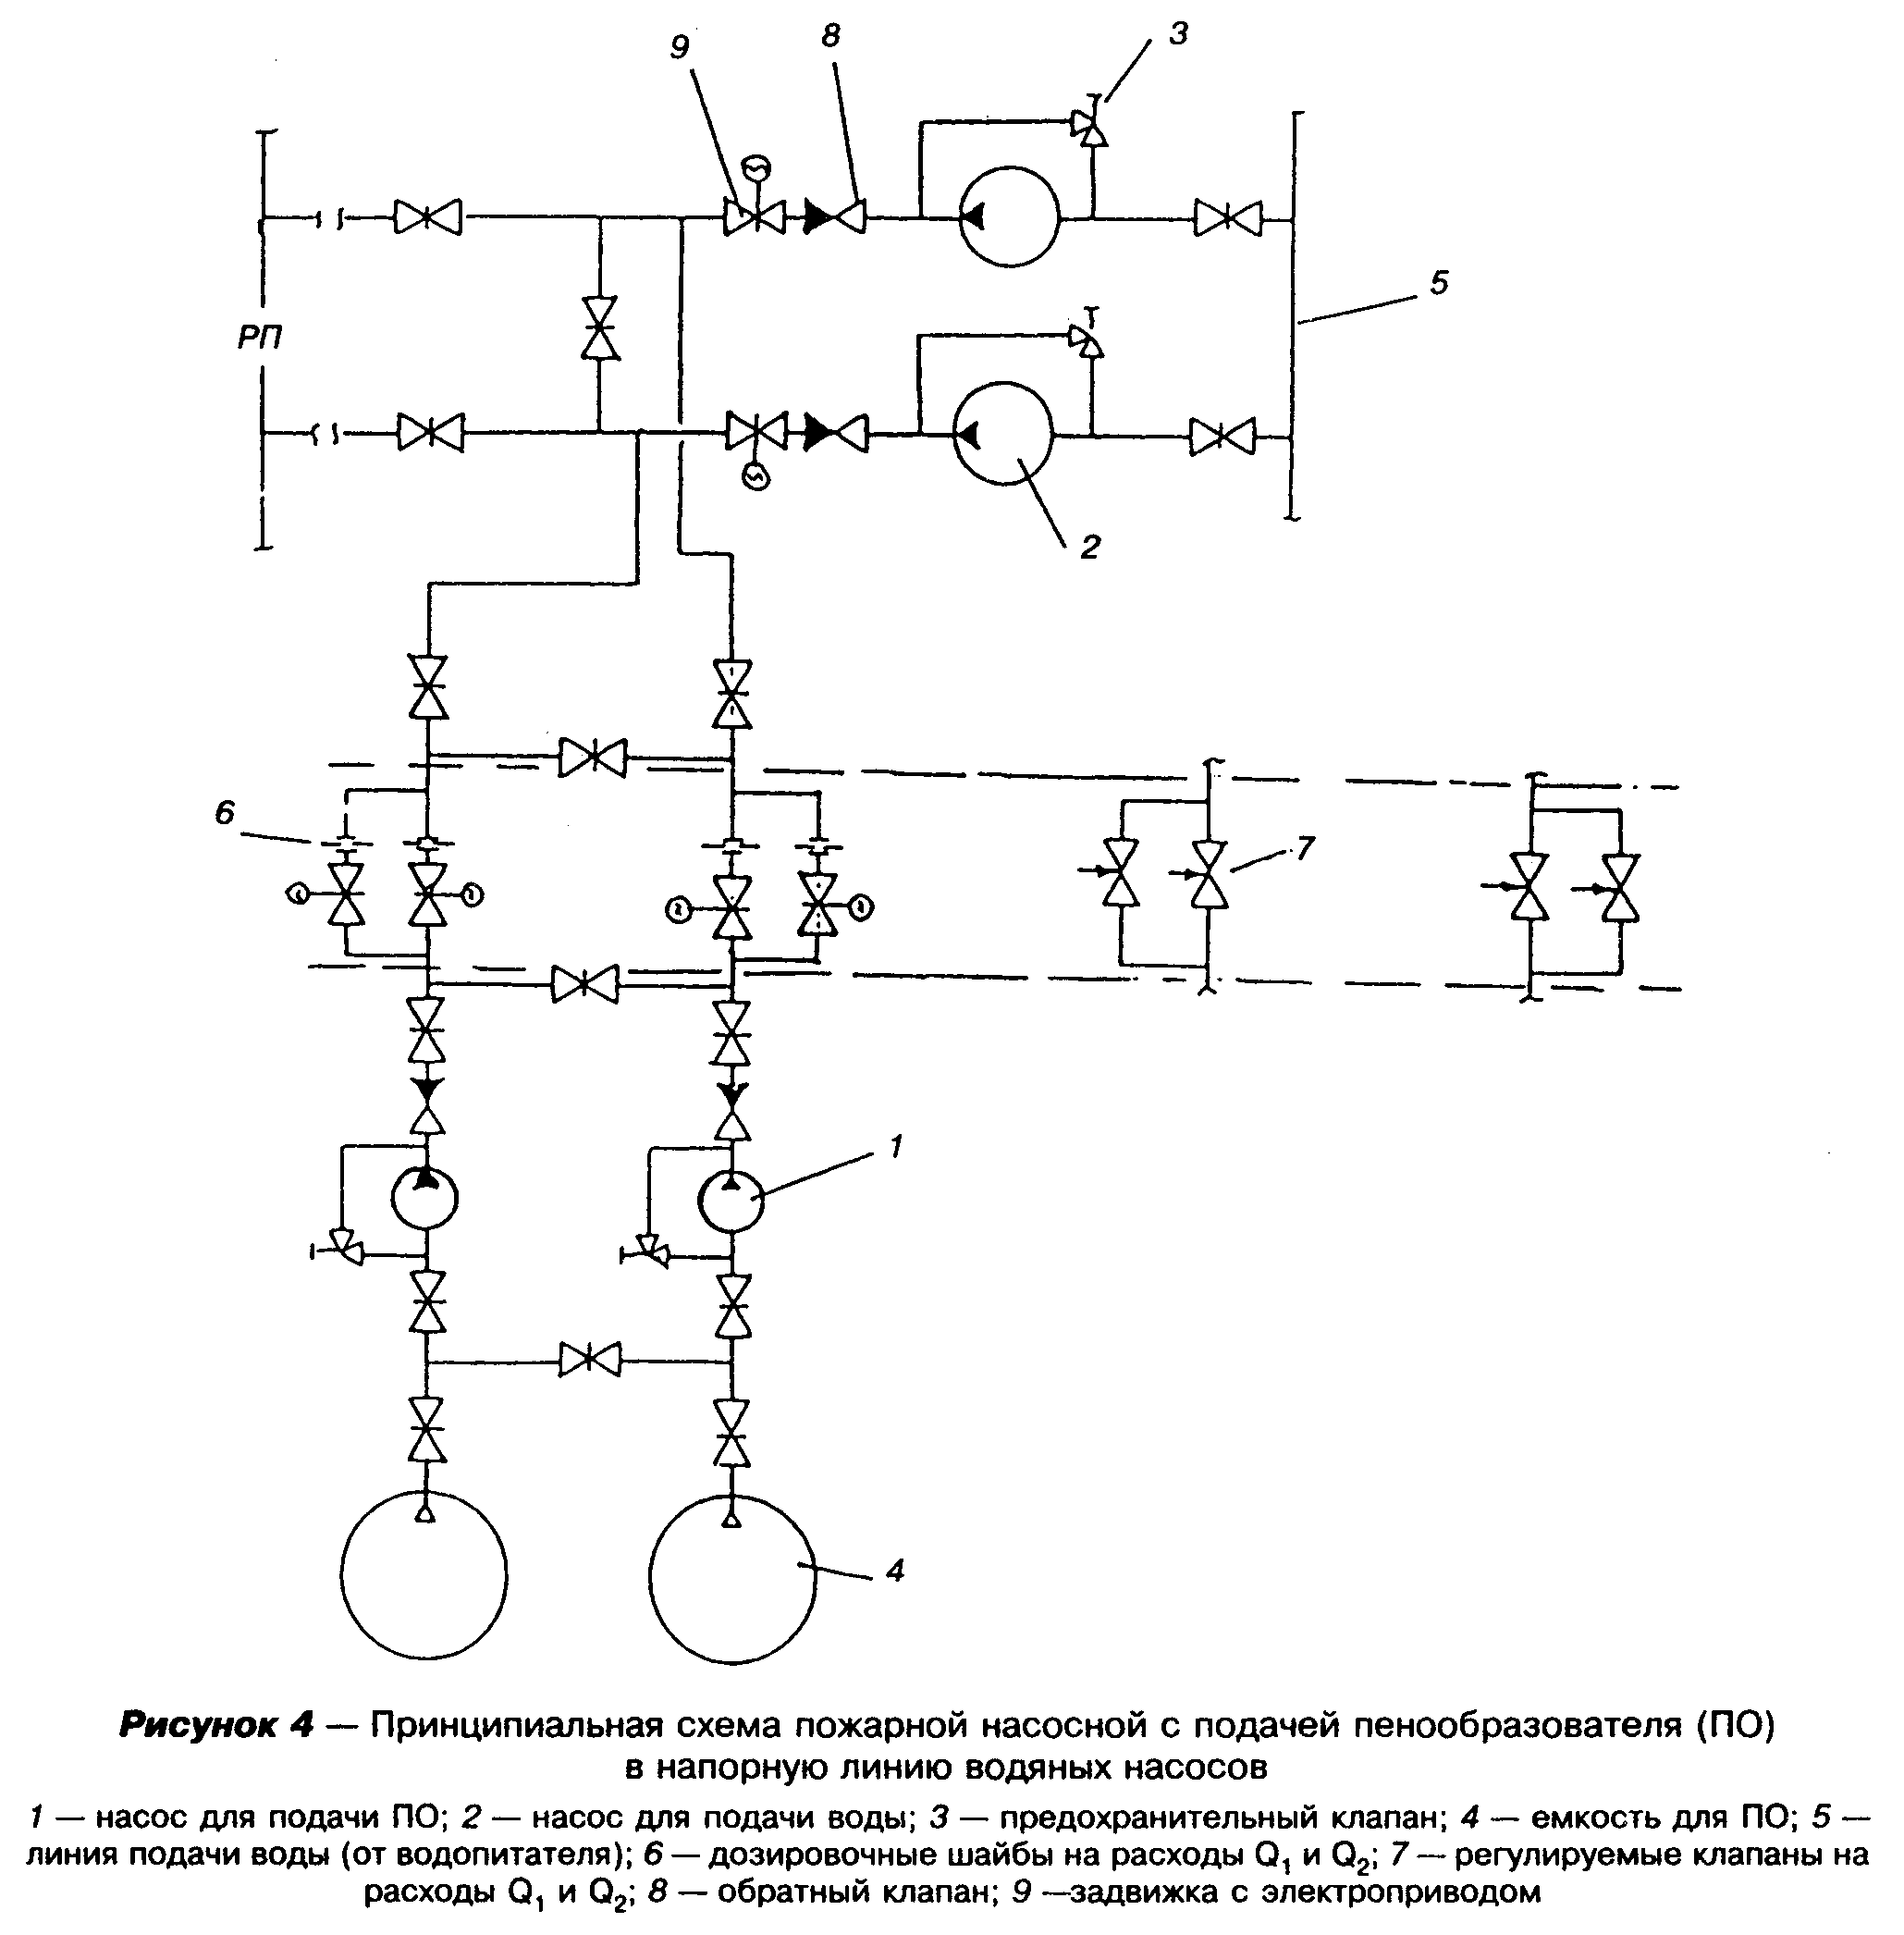 9
8
3
5
РП
2
6
7
1
4
Рисунок 4 — Принципиальная схема пожарной насосной с подачей пенообразователя (ПО)
в напорную линию водяных насосов
1 — насос для подачи ПО; 2 — насос для подачи воды; 3 — предохранительный клапан; 4 — емкость для ПО; 5 —
линия подачи воды (от водопитателя); 6 — дозировочные шайбы на расходы Q₁ и Q₂; 7 — регулируемые клапаны на
расходы Q₁ и Q₂; 8 — обратный клапан; 9 —задвижка с электроприводом